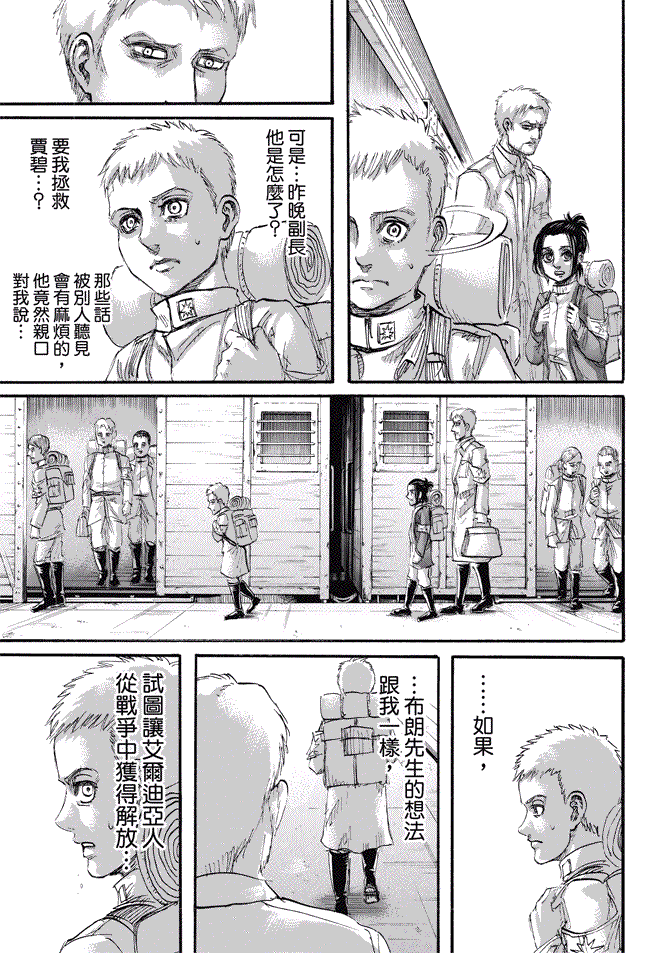 可是…昨晚副長
他是怎麼了？
要我拯救
賈碧…？
那些話
被別人聽見
會有麻煩的，
他竟然親口
對我說…
……如果，
…布朗先生的想法
跟我一樣，
試圖讓艾爾迪亞人
從戰爭中獲得解放…